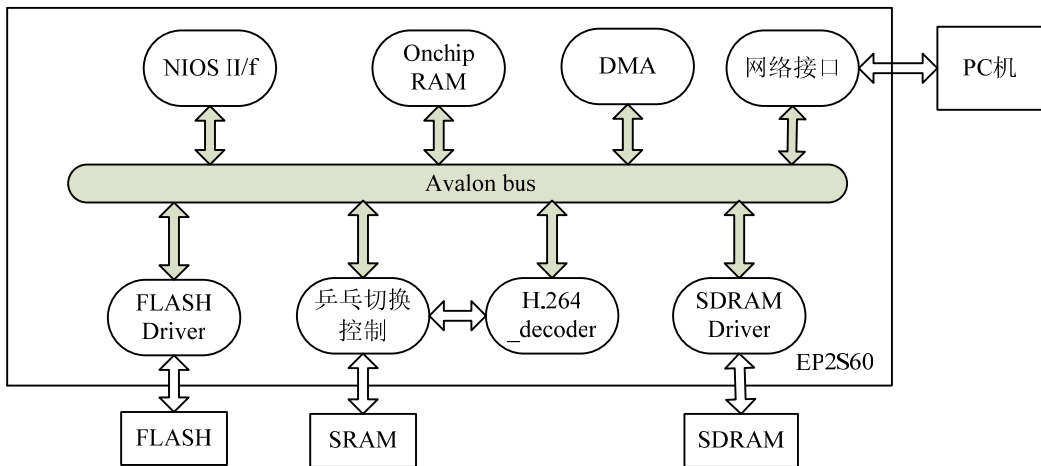 NIOS II/f
Onchip
RAM
DMA
网络接口
PC机
Avalon bus
FLASH
Driver
乒乓切换
控制
H.264
_decoder
SDRAM
Driver
EP2S60
FLASH
SRAM
SDRAM